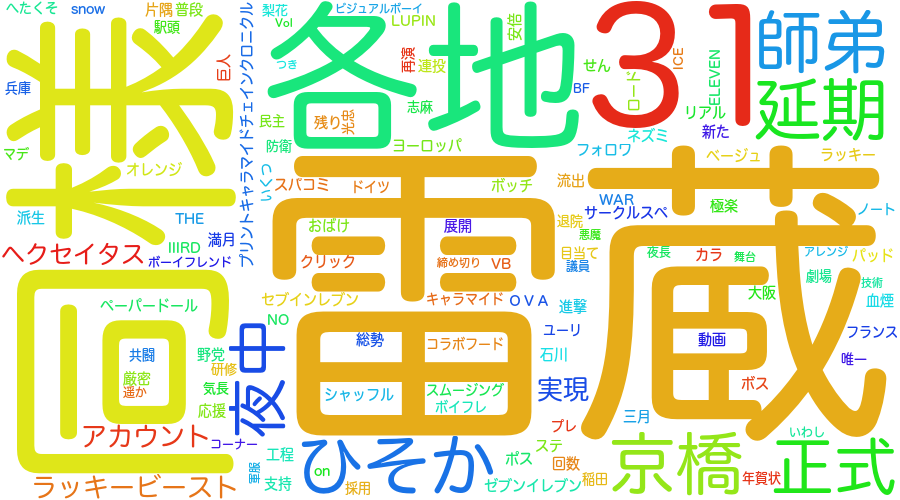 へたくそ
snow
片隅
普段
梨花
ビジュアルボーイ
Vol
駅頭
LUPIN
安倍
師弟
様
各地
31
巨人
つき
再演
連投
せん
ICE
ELEVEN
兵庫
BF
ロード
延期
プリントキャラマイドチェインクロニクル
民主
残り
光忠
志麻
リアル
新た
ネズミ
マデ
防衛
ヨーロッパ
フォロワ
ベージュ
ラッキー
オレンジ
いくつ
スパコミ
ドイツ
ボッチ
流出
WAR
サークルスペ
極楽
ノート
派生
THE
雷
蔵
おばけ
展開
退院
悪魔
IIIRD
満月
ヘクセイタス
ボーイフレンド
クリック
締め切り
VB
目当て
議員
夜長
カラ
舞台
アレンジ
パッド
劇場
技術
回
ペーパードール
セブインレブン
キャラマイド
OVA
進撃
大阪
血煙
NO
夜中
総勢
コラボフード
ユーリ
動画
フランス
共闘
野党
研修
石川
唯一
厳密
遥か
気長
シャッフル
スムージング
実現
ボス
応援
ボイフレ
三月
アカウント
コーナー
プレ
いわし
ひそか
ステ
京橋
正式
工程
ポス
回数
軍服
on
支持
採用
ゼブンイレブン
稲田
年賀状
ラッキービースト